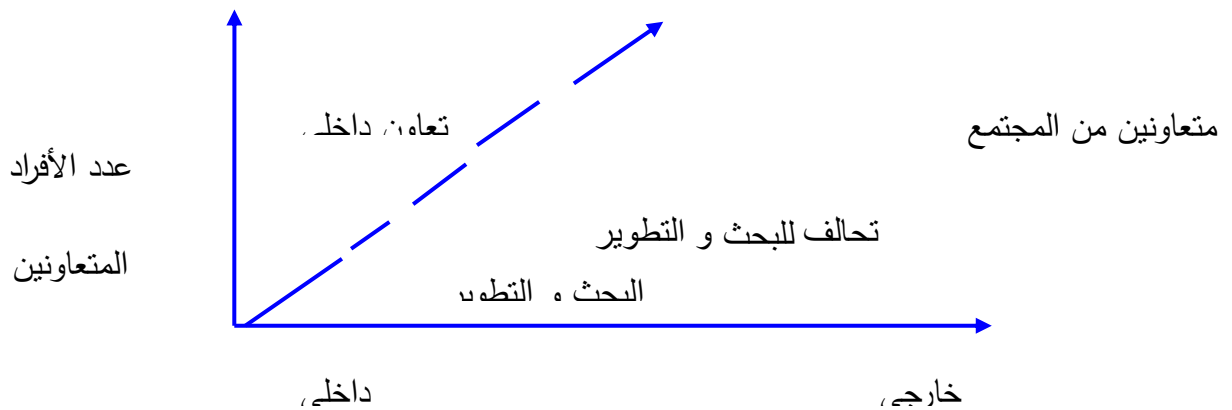 تعاون داخلي
متعاونين من المجتمع
عدد الأفراد
المتعاونين
تحالف للبحث و التطوير
البحث و التطوير
داخلي
خارجي